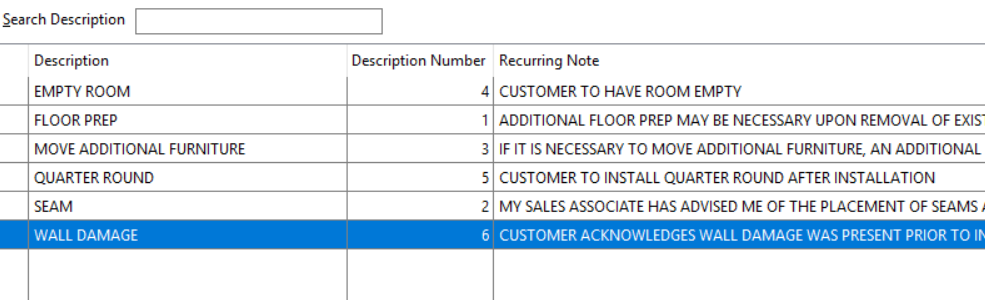 Search Description
Description Description Number Recurring Note
EMPTY ROOM 4 CUSTOMER TO HAVE ROOM EMPTY
FLOOR PREP 1 ADDITIONAL FLOOR PREP MAY BE NECESSARY UPON REMOVAL OF
MOVE ADDITIONAL FURNITURE 3 IF IT IS NECESSARY TO MOVE ADDITIONAL FURNITURE, AN ADDITIONAL
QUARTER ROUND 5 CUSTOMER TO INSTALL QUARTER ROUND AFTER INSTALLATION
SEAM 2 MY SALES ASSOCIATE HAS ADVISED ME OF THE PLACEMENT OF SEAMS
WALL DAMAGE 6 CUSTOMER ACKNOWLEDGES WALL DAMAGE WAS PRESENT PRIOR TO